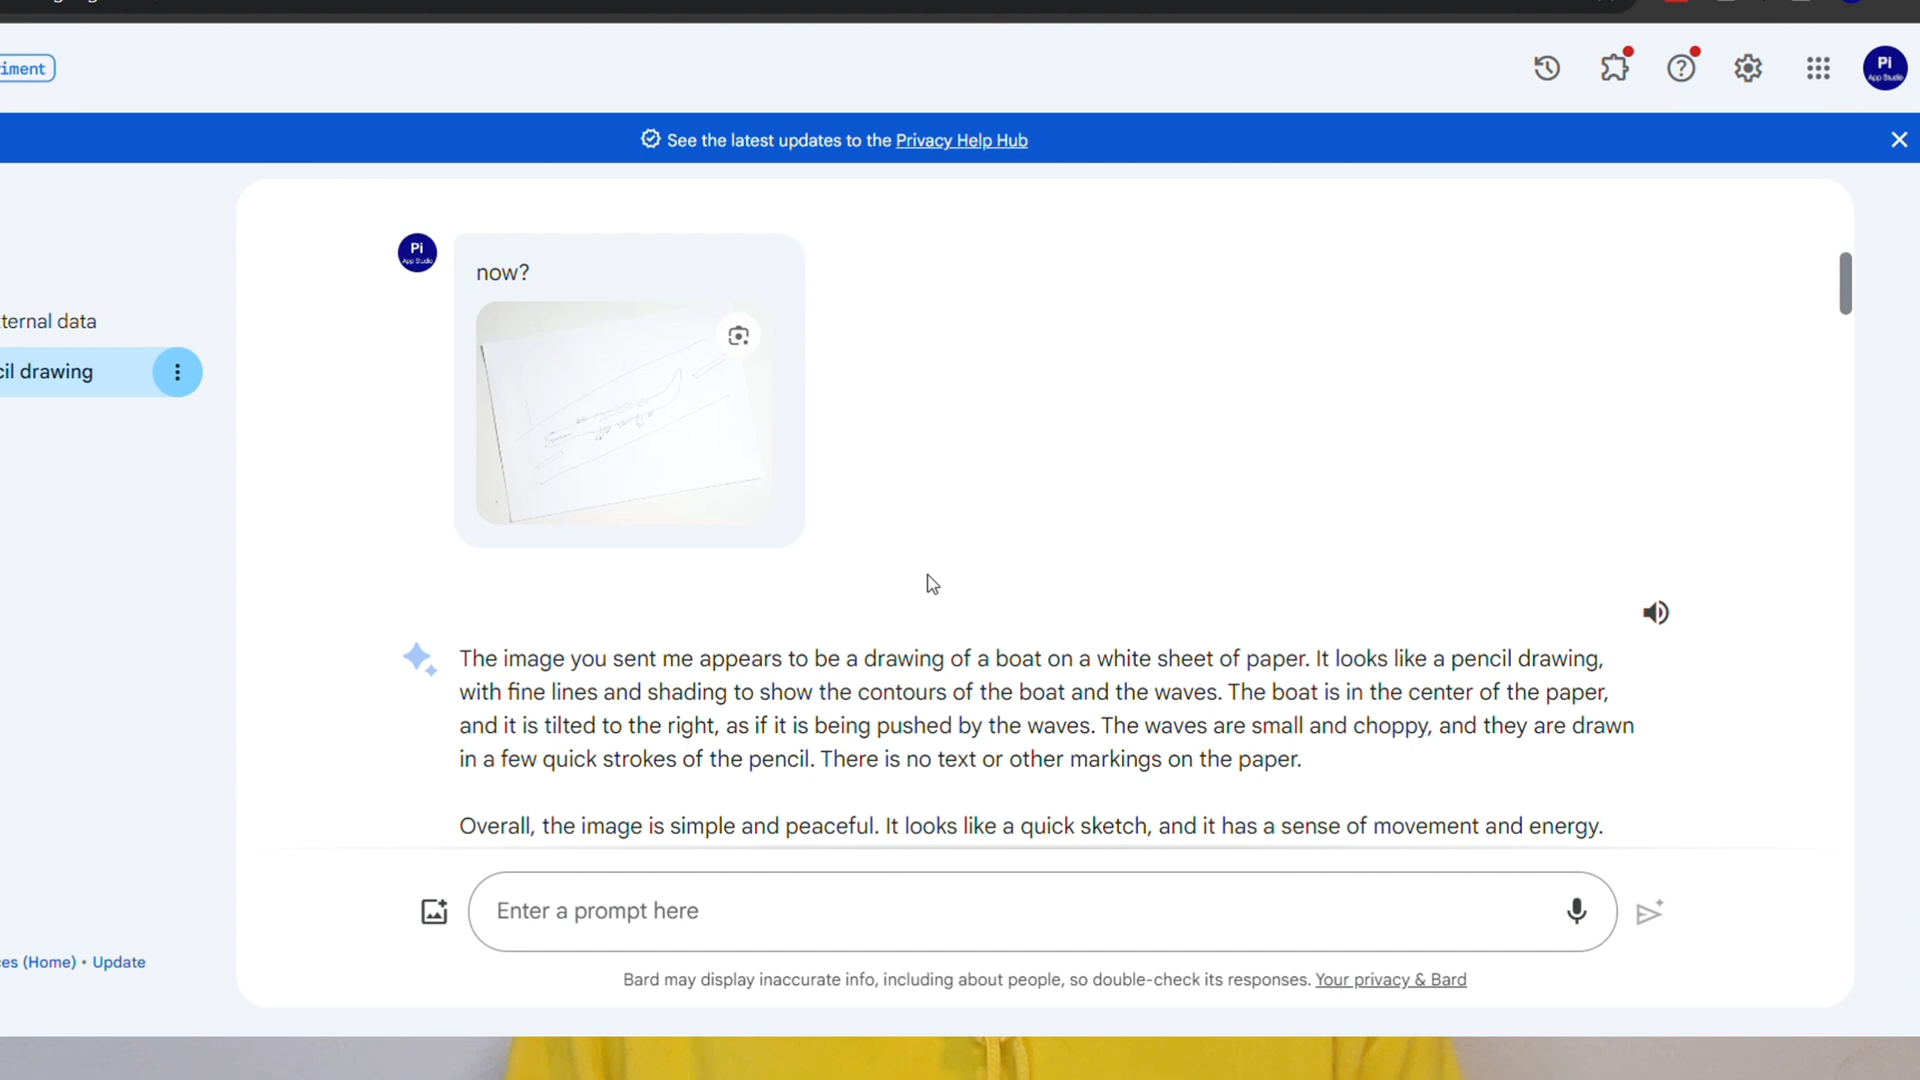 iment
Pi
App Studio
See the latest updates to the Privacy Help Hub
Pi
App Studio
now?
ternal data
cil drawing
The image you sent me appears to be a drawing of a boat on a white sheet of paper. It looks like a pencil drawing,
with fine lines and shading to show the contours of the boat and the waves. The boat is in the center of the paper,
and it is tilted to the right, as if it is being pushed by the waves. The waves are small and choppy, and they are drawn
in a few quick strokes of the pencil. There is no text or other markings on the paper.
Overall, the image is simple and peaceful. It looks like a quick sketch, and it has a sense of movement and energy.
Enter a prompt here
ces (Home) • Update
Bard may display inaccurate info, including about people, so double-check its responses. Your privacy & Bard